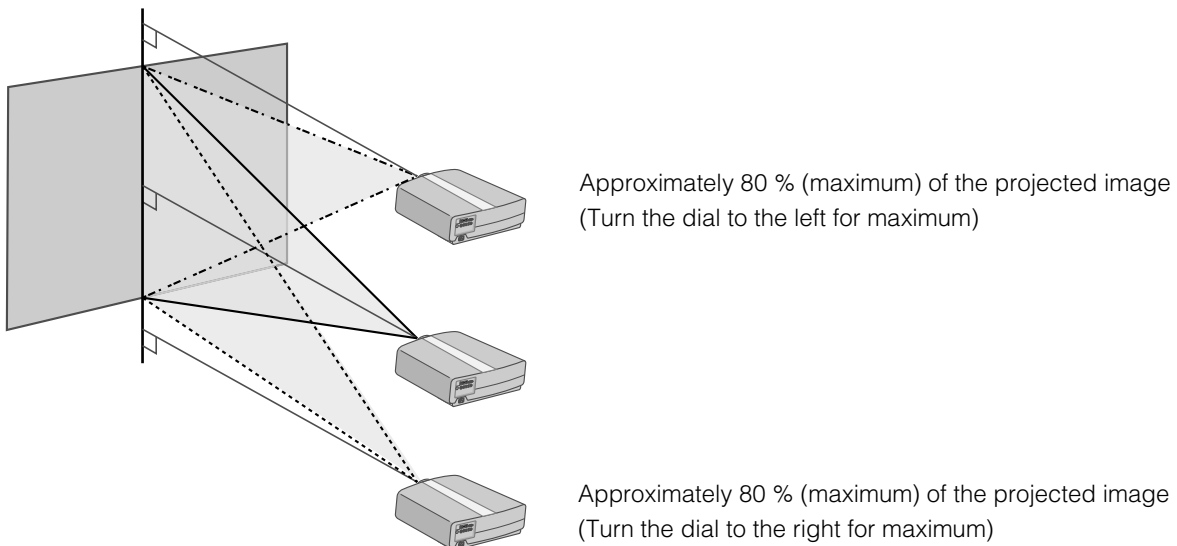 Approximately 80 % (maximum) of the projected image
(Turn the dial to the left for maximum)
Approximately 80 % (maximum) of the projected image
(Turn the dial to the right for maximum)